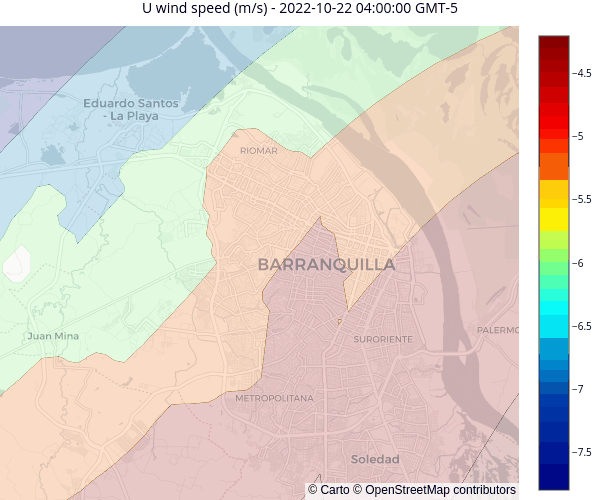 U wind speed (m/s) - 2022-10-22 04:00:00 GMT-5
−4.5
Eduardo Santos
- La Playa
−5
RIOMAR
−5.5
BARRANQUILLA
−6
−6.5
Juan Mina
SURORIENTE
PALERMO
−7
METROPOLITANA
−7.5
Soledad
© Carto © OpenStreetMap contributors